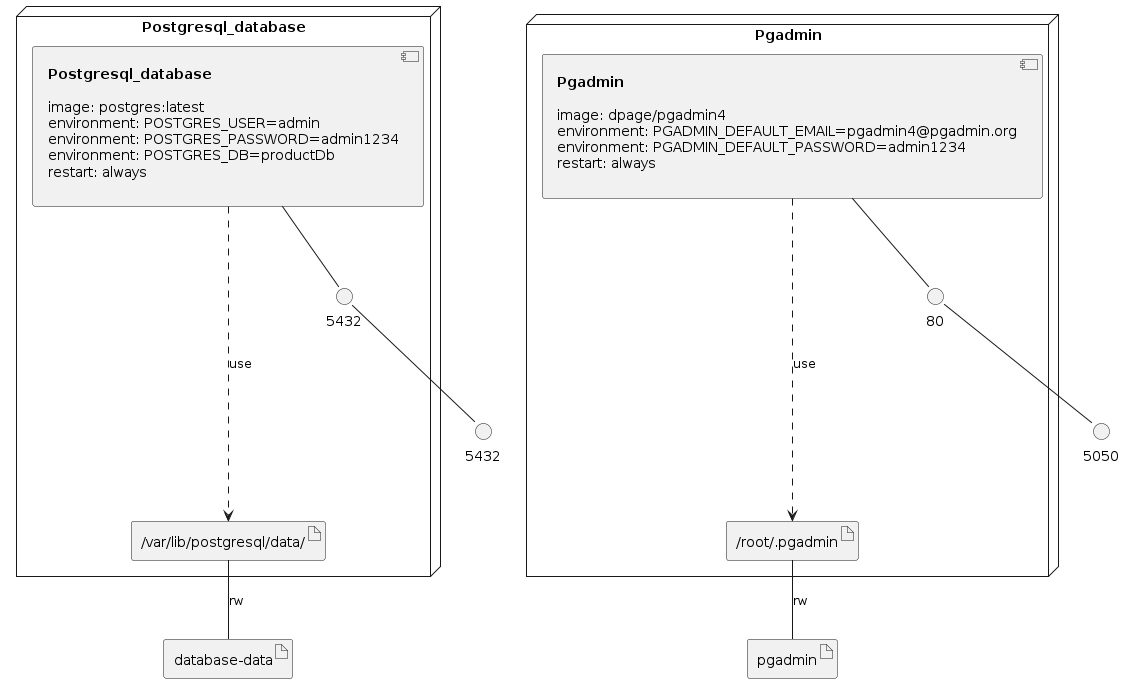 Postgresql_database
Postgresql_database
image: postgres:latest
environment: POSTGRES_USER=admin
environment: POSTGRES_PASSWORD=admin1234
environment: POSTGRES_DB=productDb
restart: always
5432
use
5432
/var/lib/postgresql/data/
rw
database-data
Pgadmin
Pgadmin
image: dpage/pgadmin4
environment: PGADMIN_DEFAULT_EMAIL=pgadmin4@pgadmin.org
environment: PGADMIN_DEFAULT_PASSWORD=admin1234
restart: always
80
use
5050
/root/.pgadmin
rw
pgadmin